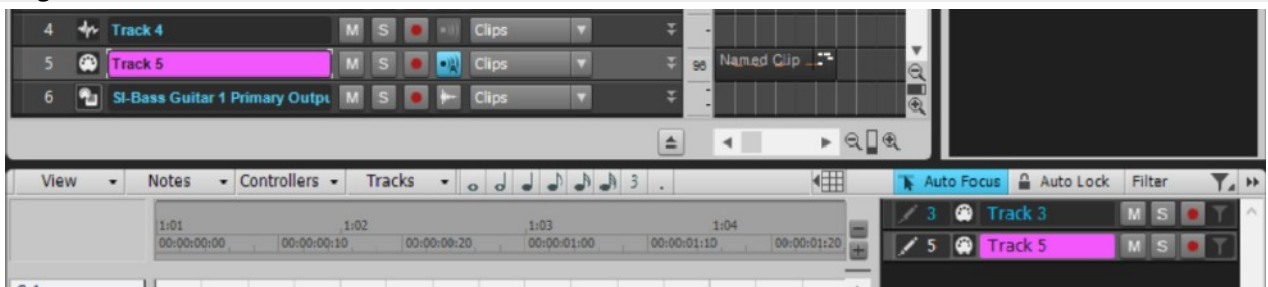 4 Track 4 M S Clips
5 Track 5 M S Clips 96 Named Clip
6 SI-Bass Guitar 1 Primary Outpu M S Clips
View Notes Controllers Tracks 3 . Auto Focus Auto Lock Filter
1:01 1:02 1:03 1:04
00:00:00:00 00:00:00:10 00:00:00:20 00:00:01:00 00:00:01:10 00:00:01:20
3 Track 3 M S
5 Track 5 M S